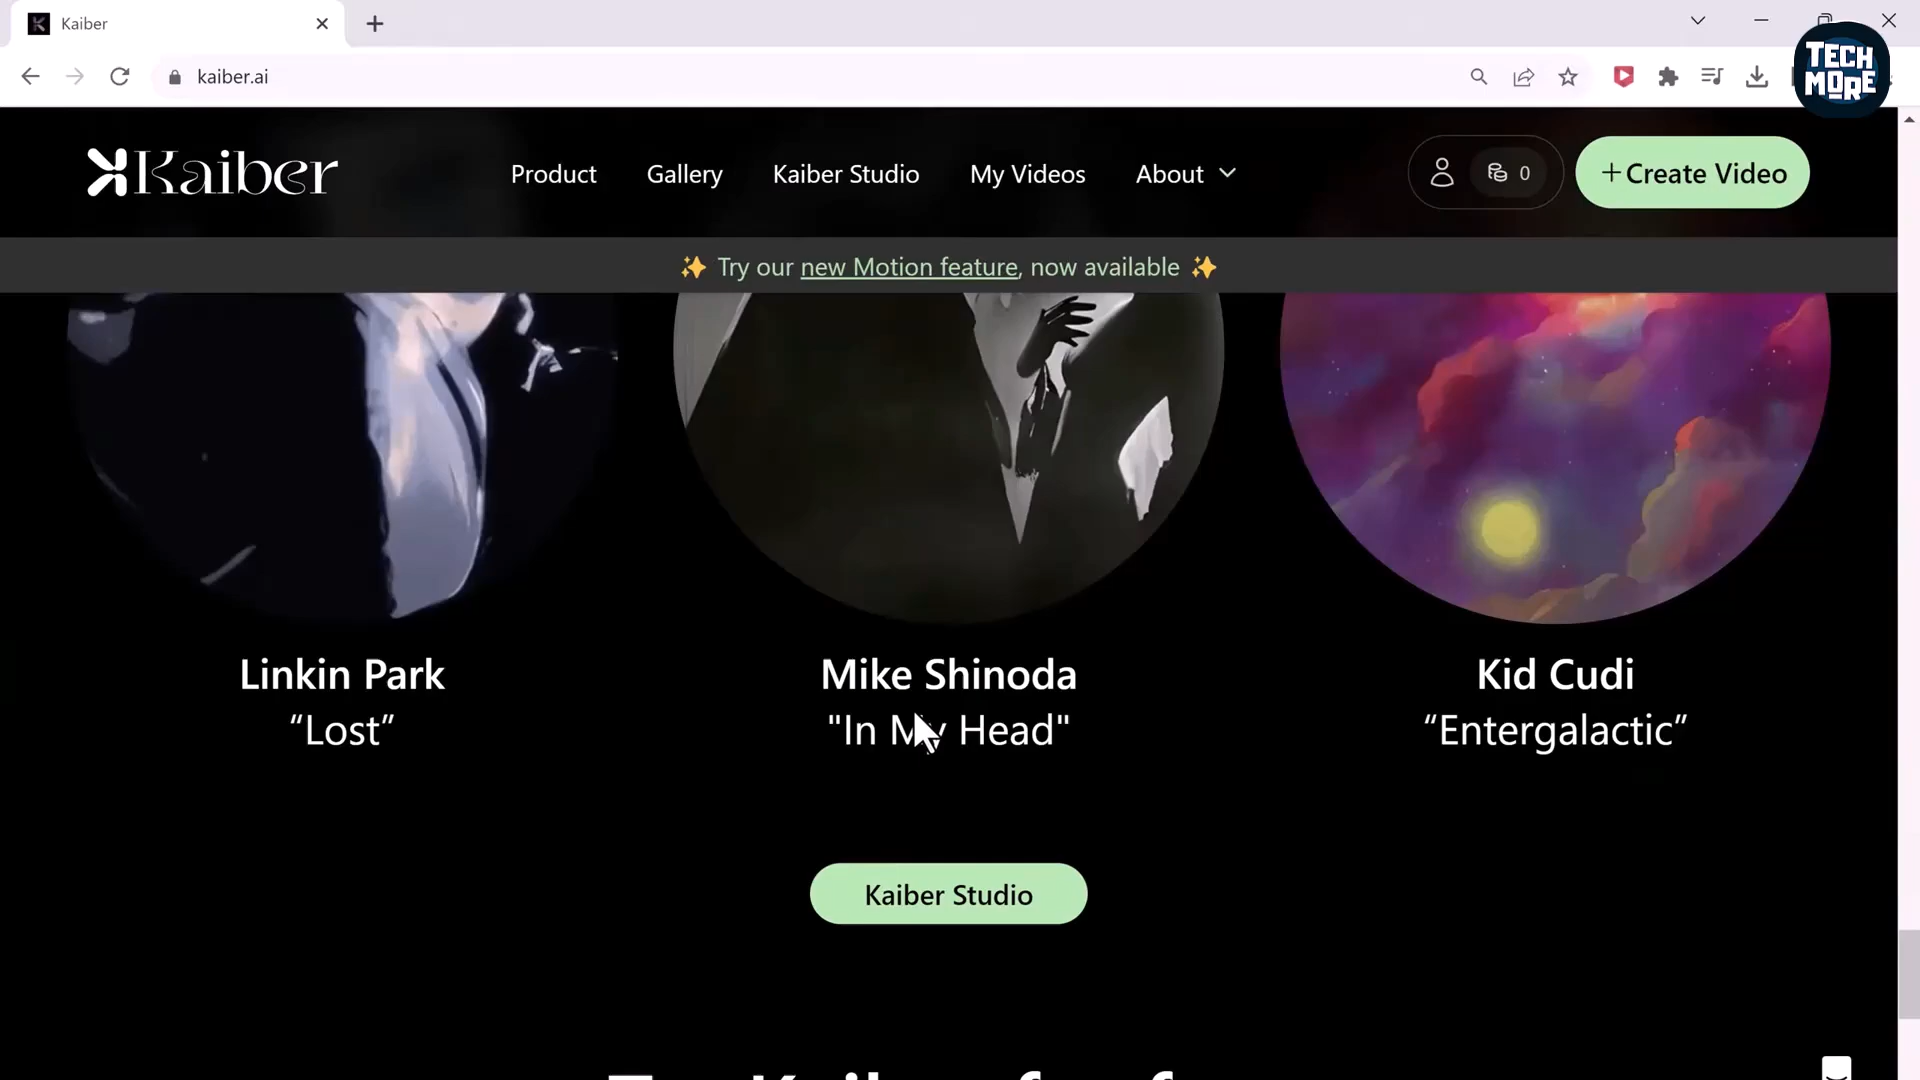 Kaiber
TECH
MORE
kaiber.ai
Kaiber
Product
Gallery
Kaiber Studio
My Videos
About
0
+Create Video
✨ Try our new Motion feature, now available ✨
Linkin Park
“Lost”
Mike Shinoda
"In My Head"
Kid Cudi
“Entergalactic”
Kaiber Studio